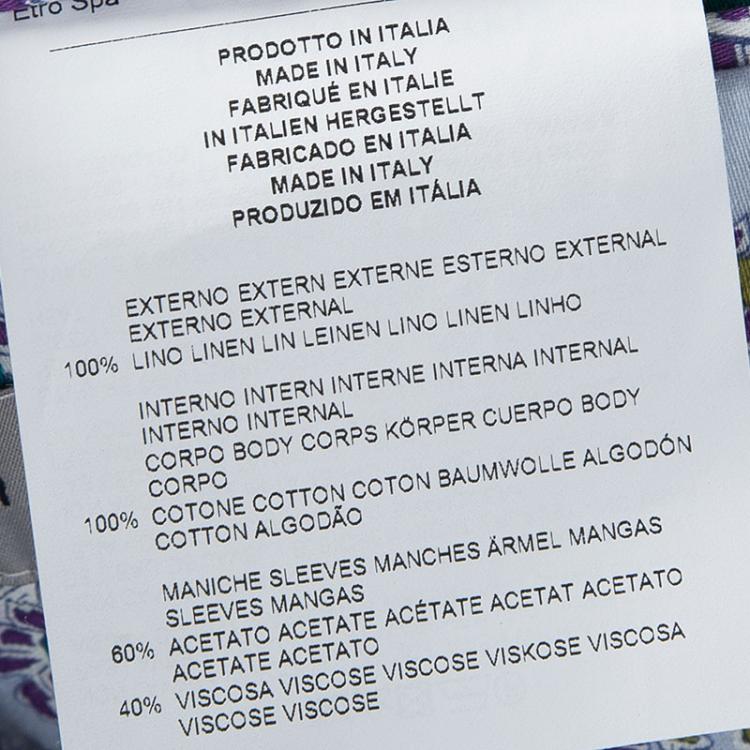 Etro Spa
PRODOTTO IN ITALIA
MADE IN ITALY
FABRIQUÉ EN ITALIE
IN ITALIEN HERGESTELLT
FABRICADO EN ITALIA
MADE IN ITALY
PRODUZIDO EM ITÁLIA
EXTERNO EXTERN EXTERNE ESTERNO EXTERNAL
EXTERNO EXTERNAL
100% LINO LINEN LIN LEINEN LINO LINEN LINHO
INTERNO INTERN INTERNE INTERNA INTERNAL
INTERNO INTERNAL
CORPO BODY CORPS KÖRPER CUERPO BODY
CORPO
100% COTONE COTTON COTON BAUMWOLLE ALGODÓN
COTTON ALGODÃO
MANICHE SLEEVES MANCHES ÄRMEL MANGAS
SLEEVES MANGAS
60% ACETATO ACETATE ACÉTATE ACETAT ACETATO
ACETATE ACETATO
40% VISCOSA VISCOSE VISCOSE VISKOSE VISCOSA
VISCOSE VISCOSE